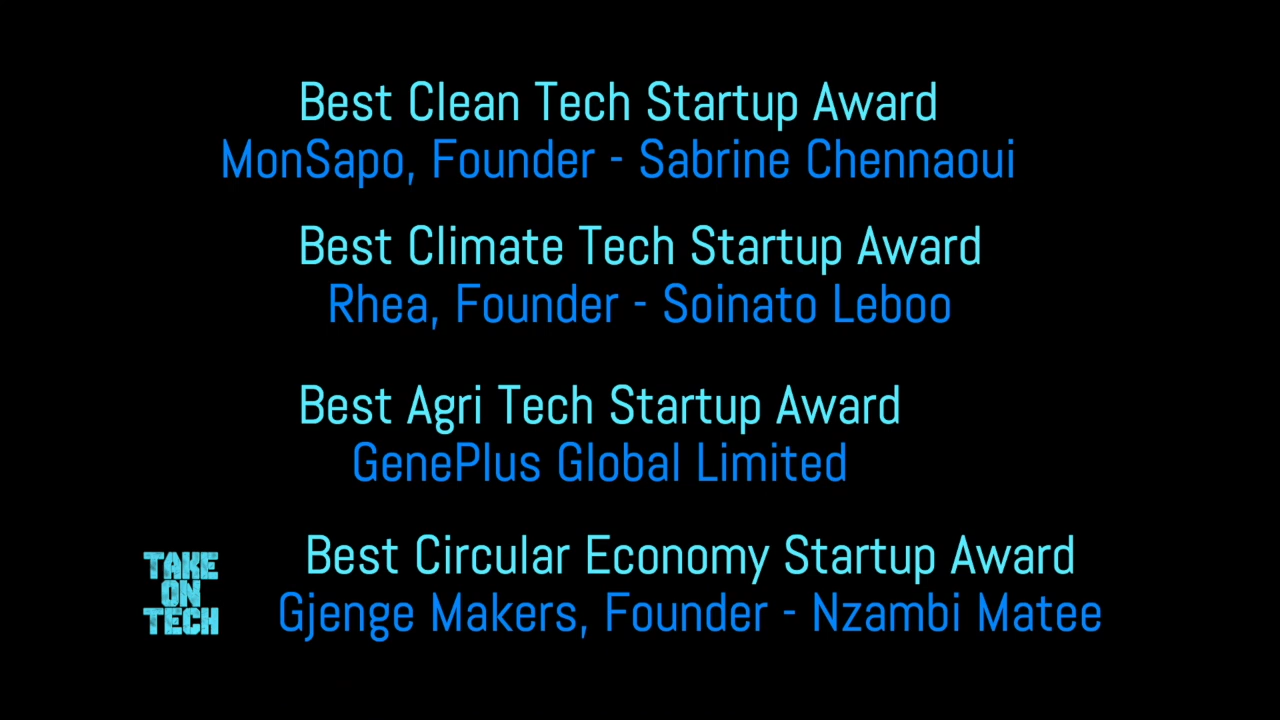 Best Clean Tech Startup Award
MonSapo, Founder - Sabrine Chennaoui
Best Climate Tech Startup Award
Rhea, Founder - Soinato Leboo
Best Agri Tech Startup Award
GenePlus Global Limited
Best Circular Economy Startup Award
Gjenge Makers, Founder - Nzambi Matee
TAKE
ON
TECH